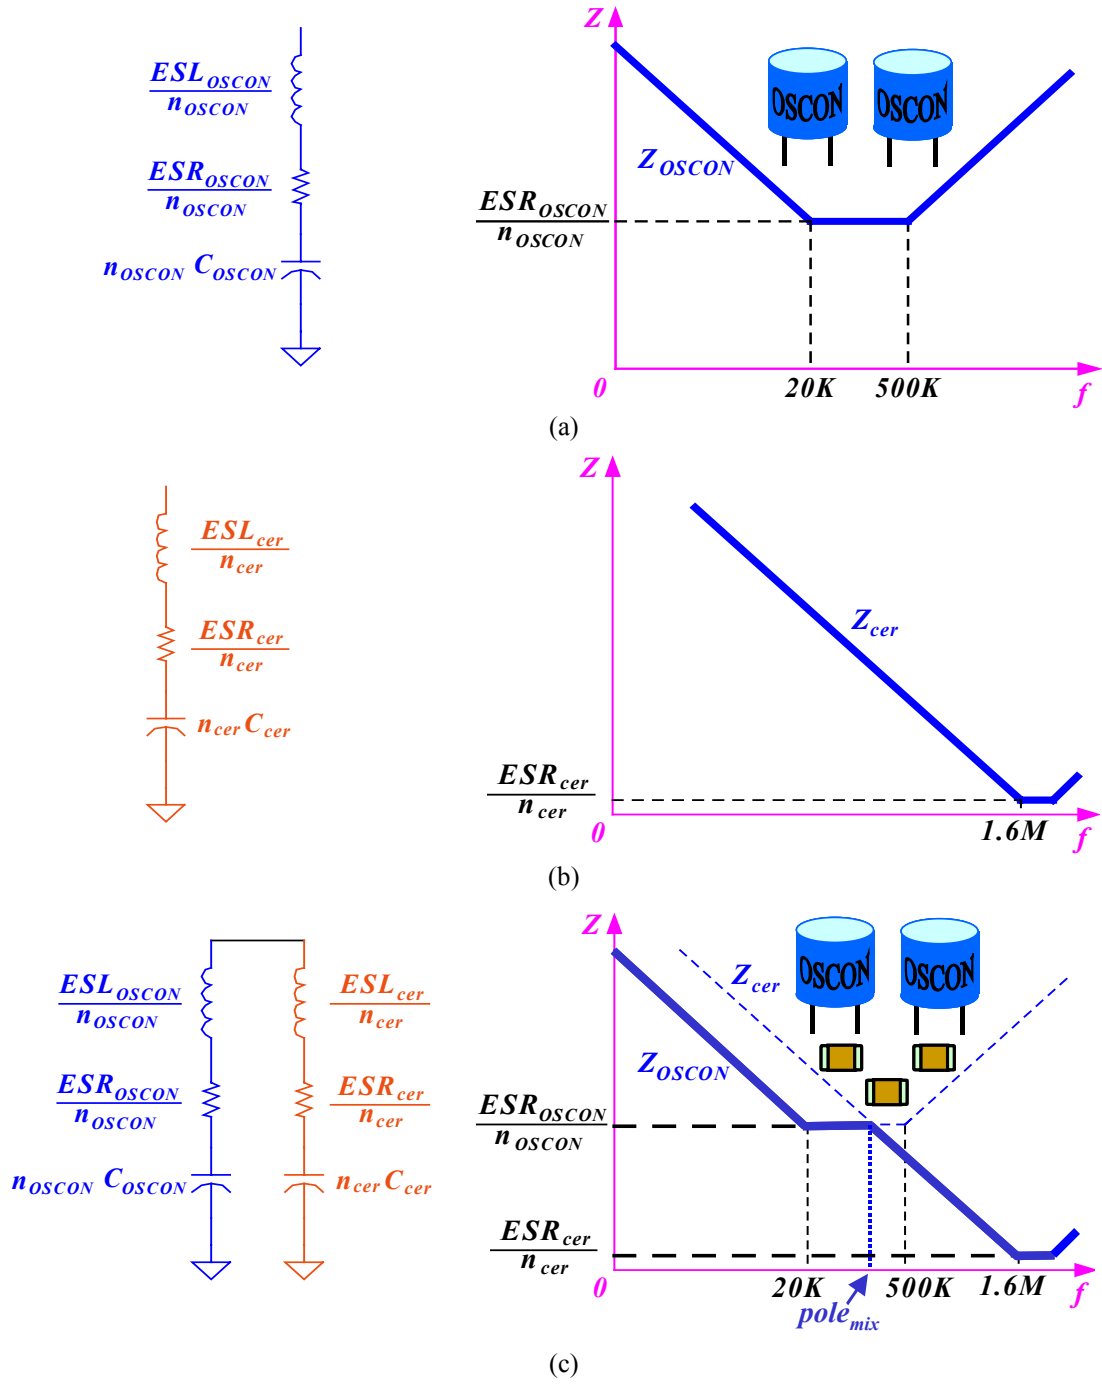 Z
ESL_OSCON
n_OSCON
OSCON OSCON
Z_OSCON
ESR_OSCON
n_OSCON
ESR_OSCON
n_OSCON
n_OSCON C_OSCON
0 20K 500K f
(a)
Z
ESL_cer
n_cer
ESR_cer
n_cer
Z_cer
n_cer C_cer
ESR_cer
n_cer
0 1.6M f
(b)
Z
ESL_OSCON
n_OSCON
ESL_cer
n_cer
Z_cer
OSCON OSCON
ESR_OSCON
n_OSCON
ESR_cer
n_cer
Z_OSCON
ESR_OSCON
n_OSCON
n_OSCON C_OSCON
n_cer C_cer
ESR_cer
n_cer
0 20K 500K 1.6M f
pole_mix
(c)